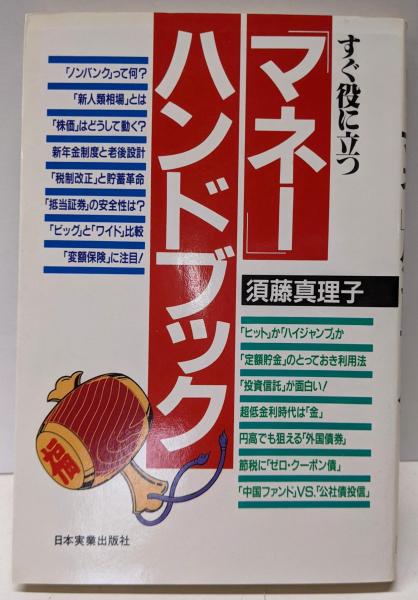 すぐ役に立つ
「マネー」
ハンドブック
須藤真理子
「ノンバンク」って何?
「新人類相場」とは
「株価」はどうして動く?
新年金制度と老後設計
「税制改正」と貯蓄革命
「抵当証券」の安全性は?
「ビッグ」と「ワイド」比較
「変額保険」に注目!
「ヒット」か「ハイジャンプ」か
「定額貯金」のとっておき利用法
「投資信託」が面白い!
超低金利時代は「金」
円高でも狙える「外国債券」
節税に「ゼロ・クーポン債」
「中国ファンド」VS.「公社債投信」
福
日本実業出版社